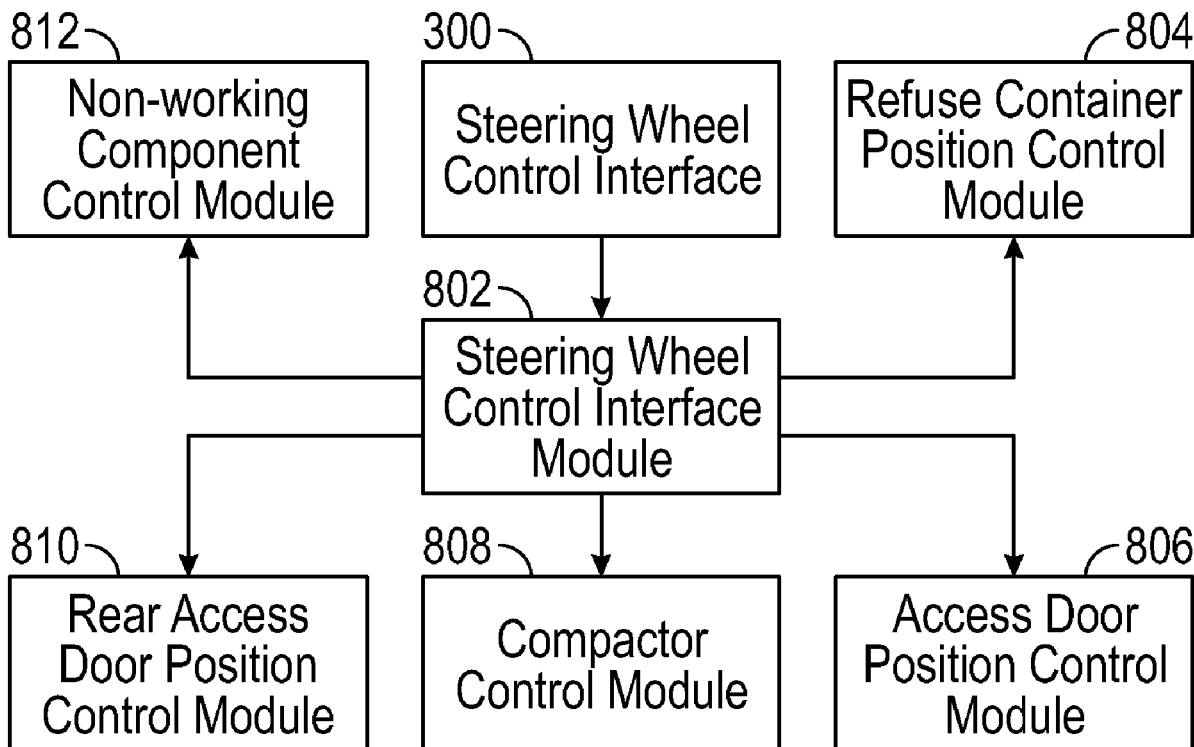 812
Non-working
Component
Control Module
300
Steering Wheel
Control Interface
804
Refuse Container
Position Control
Module
802
Steering Wheel
Control Interface
Module
810
Rear Access
Door Position
Control Module
808
Compactor
Control Module
806
Access Door
Position Control
Module